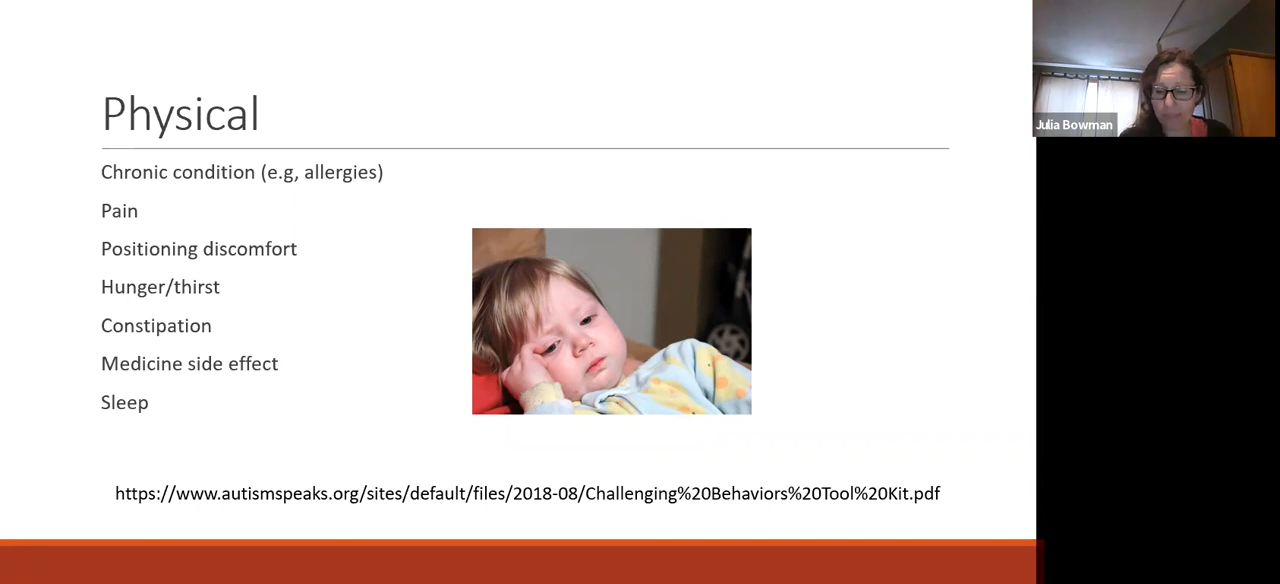 Physical
Chronic condition (e.g, allergies)
Pain
Positioning discomfort
Hunger/thirst
Constipation
Medicine side effect
Sleep
https://www.autismspeaks.org/sites/default/files/2018-08/Challenging%20Behaviors%20Tool%20Kit.pdf
Julia Bowman